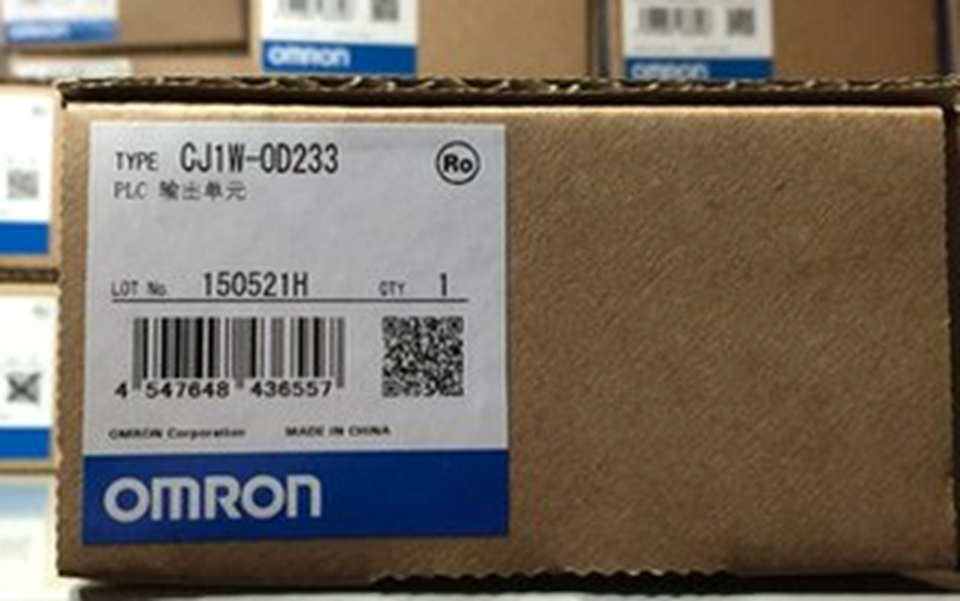 OMRON
OMRON
TYPE CJ1W-OD233
Ro
PLC 输出单元
LOT No. 150521H QTY 1
4 547648 436557
OMRON Corporation MADE IN CHINA
OMRON